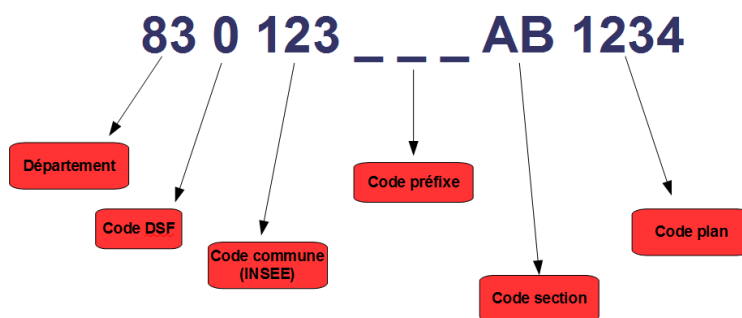 83 0 123 _ _ _ AB 1234
Département
Code préfixe
Code DSF
Code plan
Code commune
(INSEE)
Code section